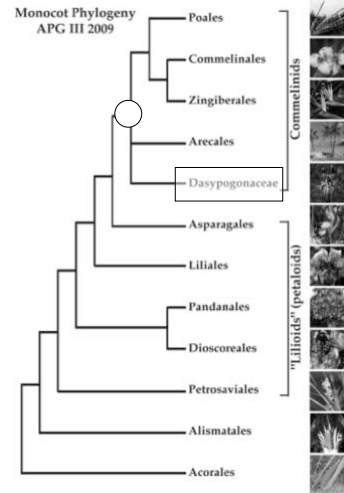 Monocot Phylogeny
APG III 2009
Poales
Commelinales
Zingiberales
Arecales
Dasypogonaceae
Asparagales
Liliales
Pandanales
Dioscoreales
Petrosaviales
Alismatales
Acorales
Commelinids
"Lilioids" (petaloids)